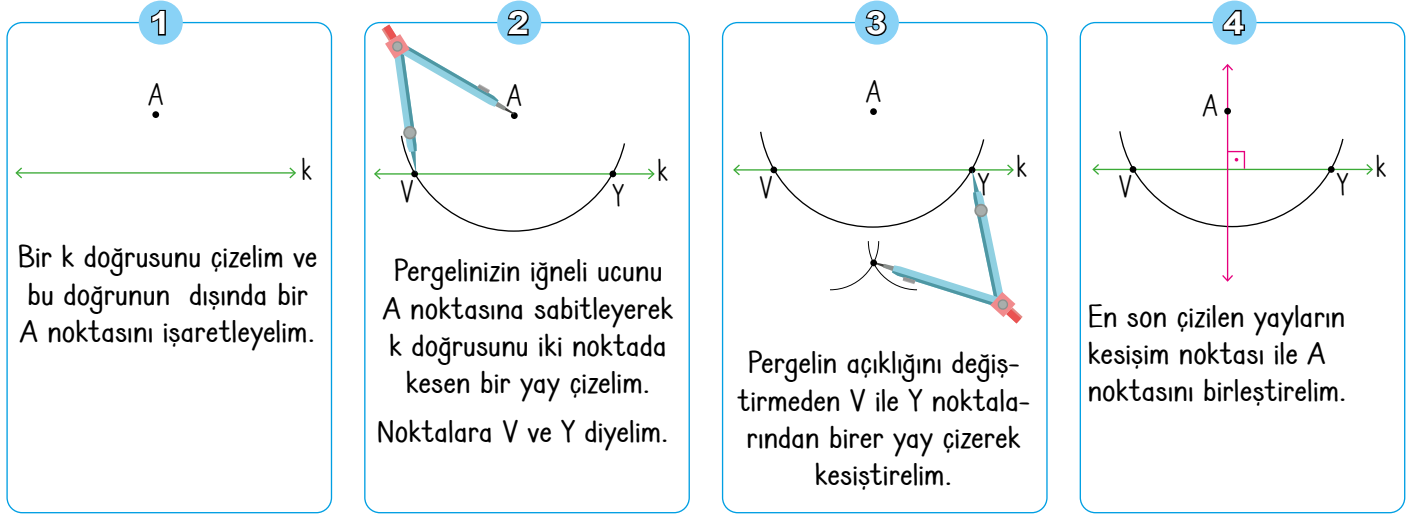 1
A
k
Bir k doğrusunu çizelim ve
bu doğrunun dışında bir
A noktasını işaretleyelim.
2
A
k
V
Y
Pergelinizin iğneli ucunu
A noktasına sabitleyerek
k doğrusunu iki noktada
kesen bir yay çizelim.
Noktalara V ve Y diyelim.
3
A
k
V
Y
Pergelin açıklığını değiş-
tirmeden V ile Y noktala-
rından birer yay çizerek
kesiştirelim.
4
A
k
V
Y
En son çizilen yayların
kesişim noktası ile A
noktasını birleştirelim.